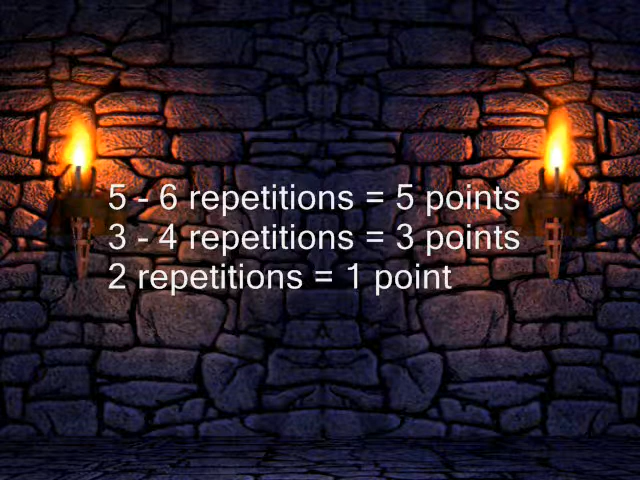 5 - 6 repetitions = 5 points
3 - 4 repetitions = 3 points
2 repetitions = 1 point